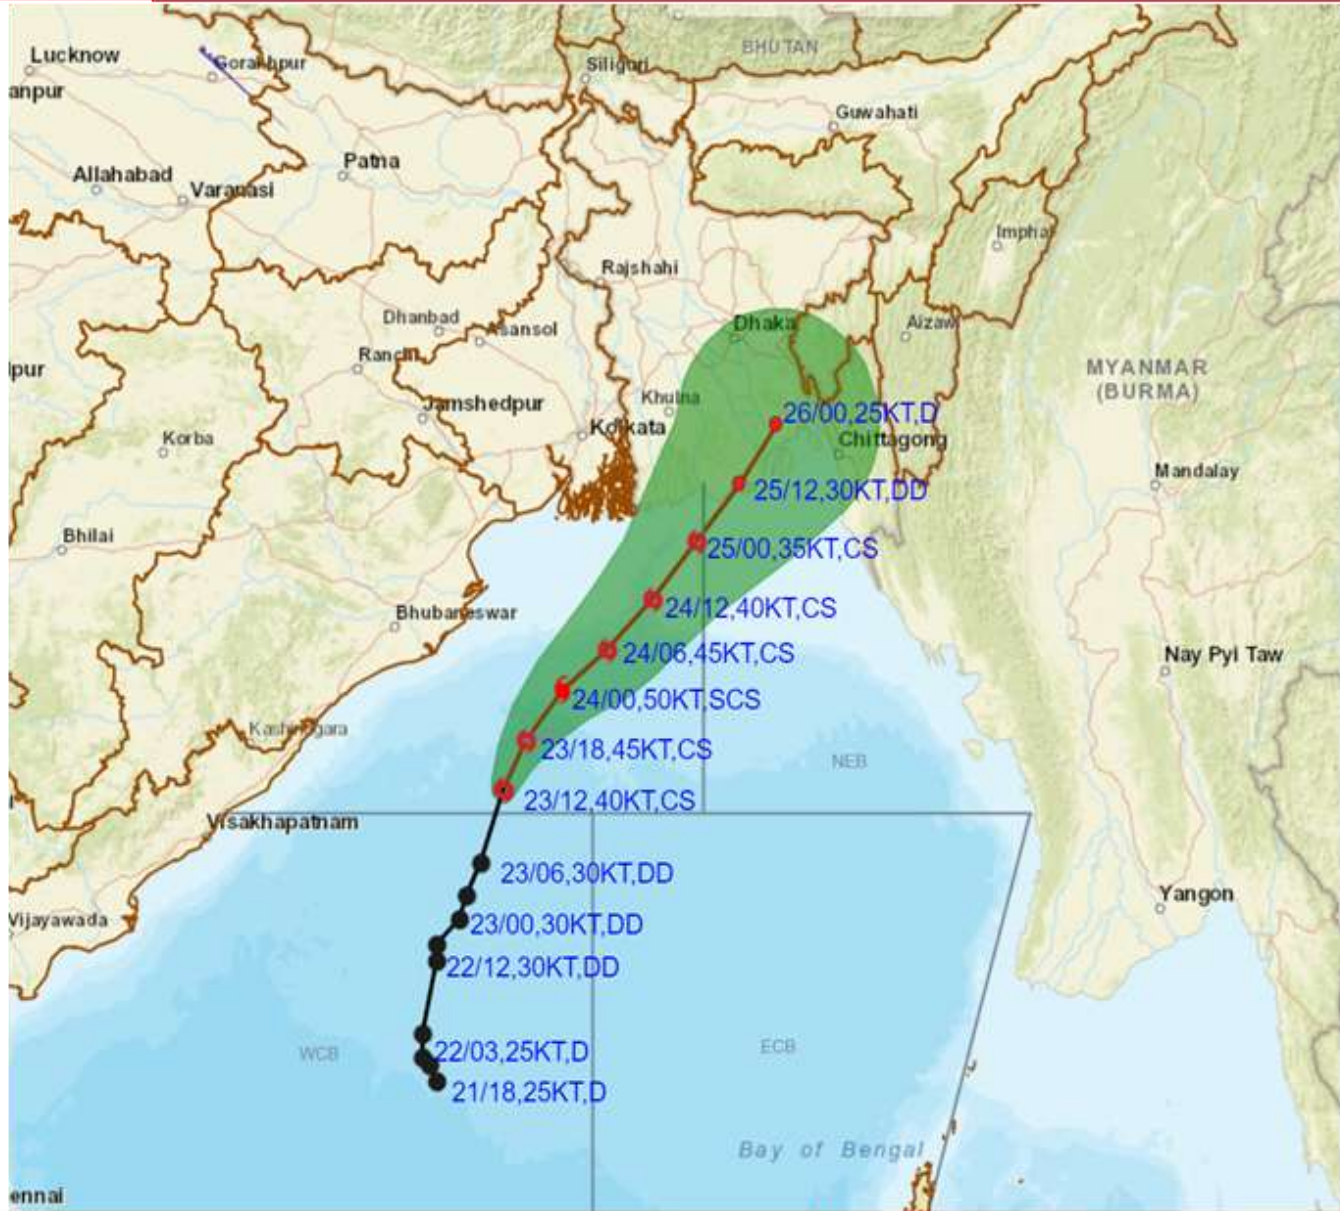 BHUTAN
Lucknow
Gorakhpur
Siliguri
anpur
Guwahati
Patna
Allahabad
Varanasi
Imphal
Rajshahi
Dhanbad
Asansol
Dhaka
Aizawl
lpur
Ranchi
MYANMAR
(BURMA)
Khulna
Jamshedpur
26/00,25KT,D
Kolkata
Korba
Chittagong
Mandalay
25/12,30KT,DD
Bhilai
25/00,35KT,CS
Bhubaneswar
24/12,40KT,CS
24/06,45KT,CS
Nay Pyi Taw
24/00,50KT,SCS
23/18,45KT,CS
NEB
23/12,40KT,CS
Visakhapatnam
23/06,30KT,DD
Yangon
Vijayawada
23/00,30KT,DD
22/12,30KT,DD
WCB
22/03,25KT,D
ECB
21/18,25KT,D
Bay of Bengal
ennai